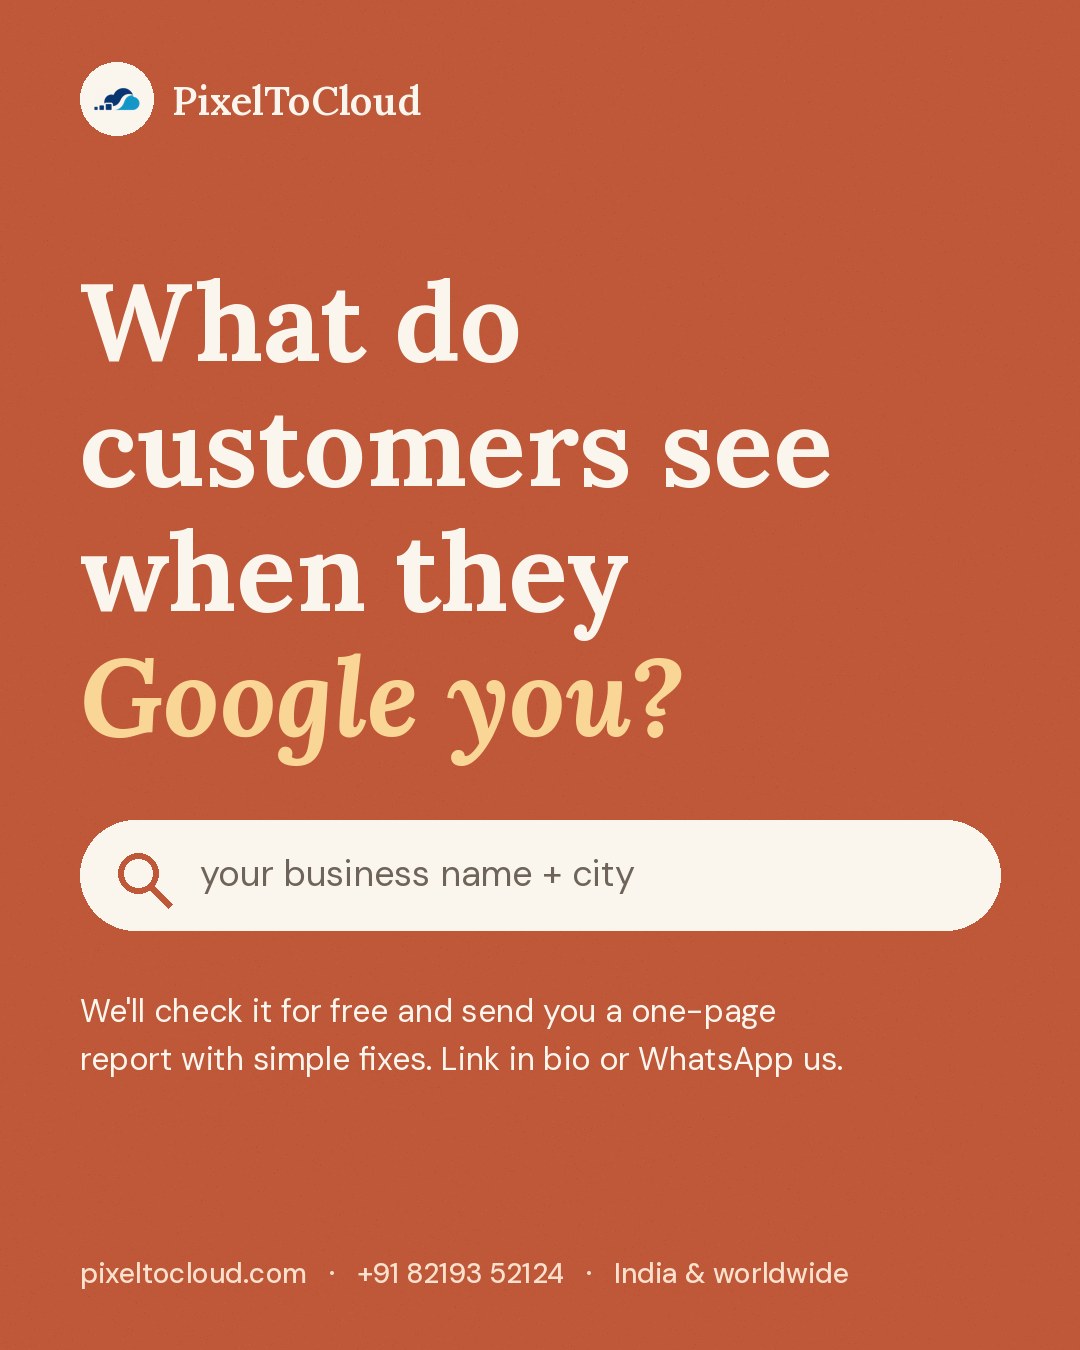 PixelToCloud
What do
customers see
when they
Google you?
your business name + city
We'll check it for free and send you a one-page
report with simple fixes. Link in bio or WhatsApp us.
pixeltocloud.com · +91 82193 52124 · India & worldwide